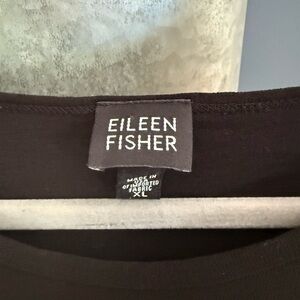 EILEEN
FISHER
MADE IN
USA
OF IMPORTED
FABRIC
XL